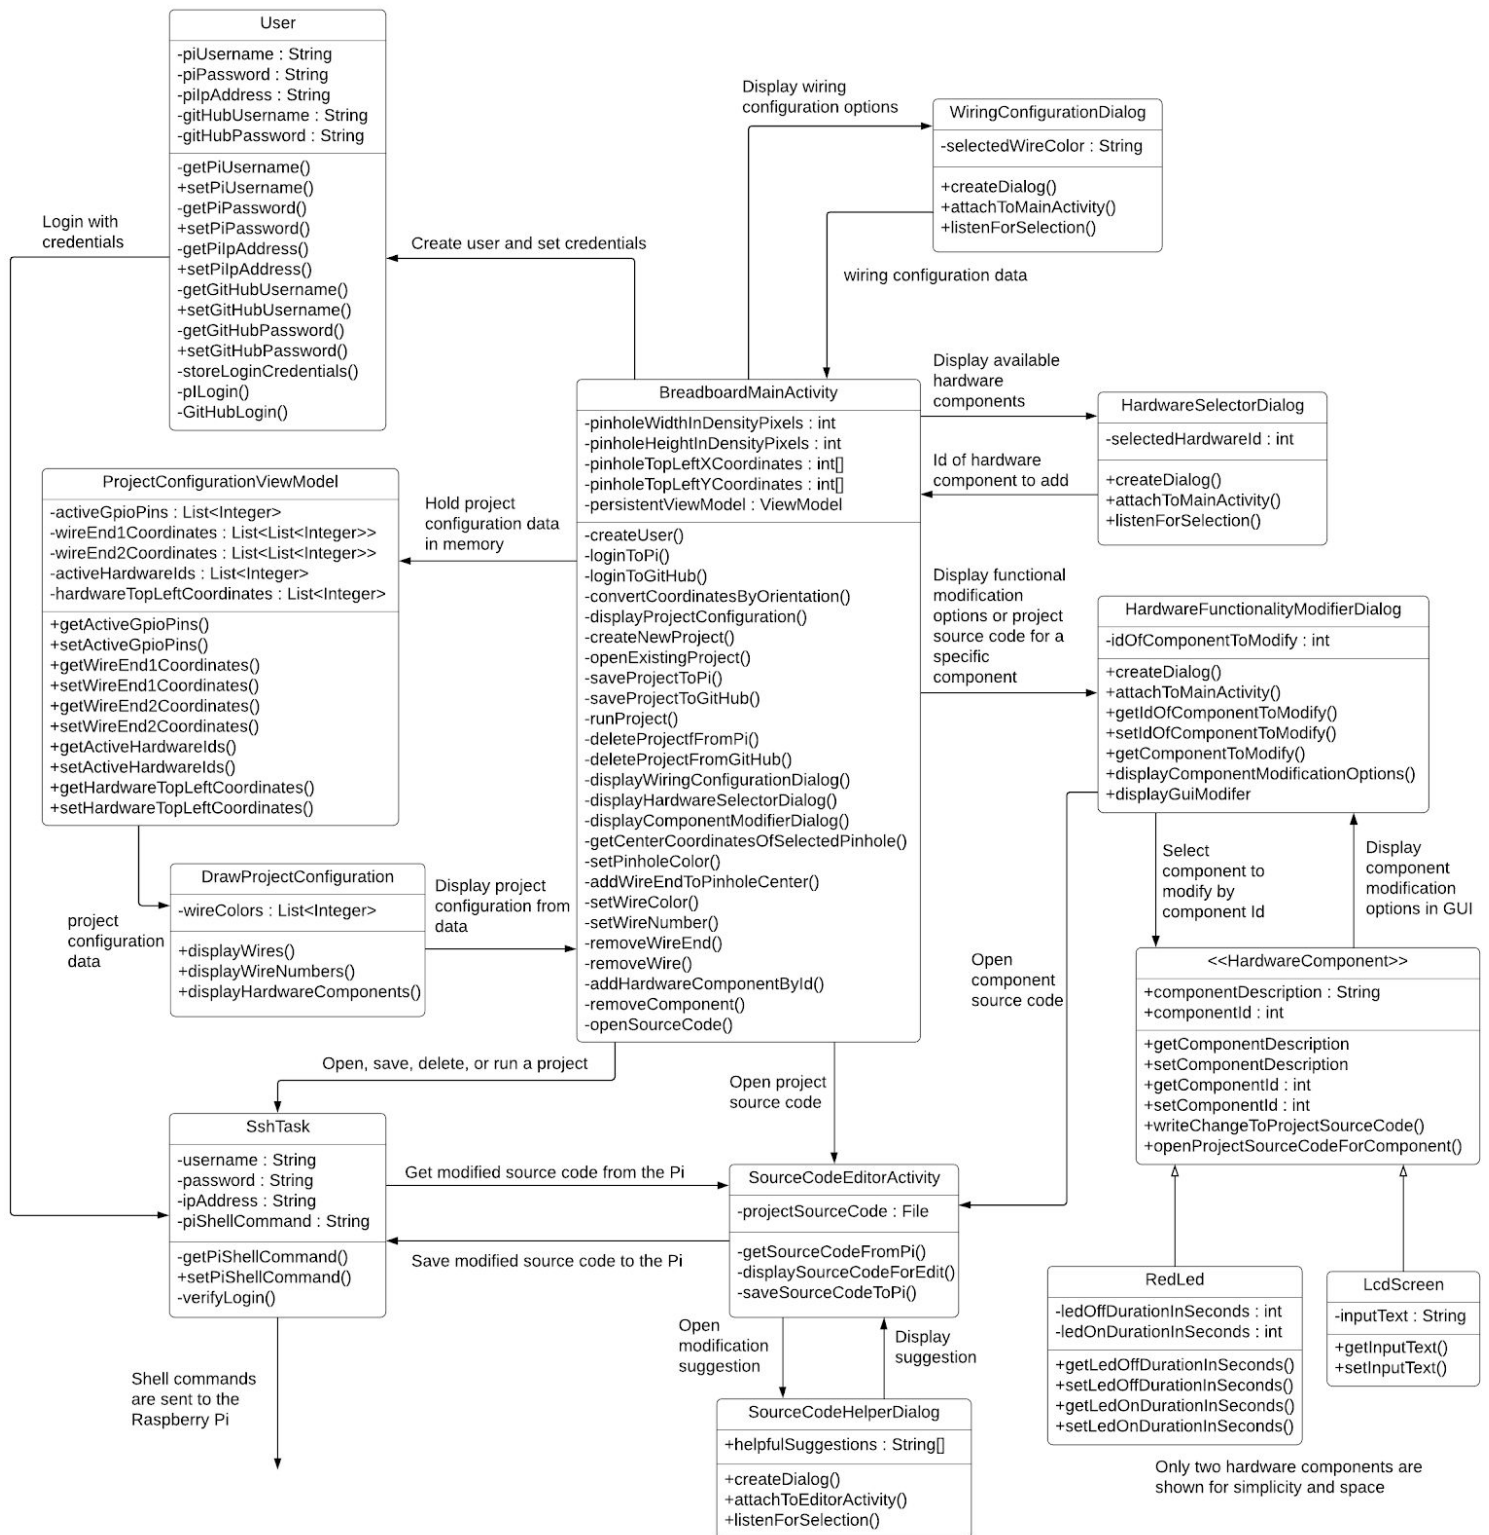 User
-piUsername : String
-piPassword : String
-piIpAddress : String
-gitHubUsername : String
-gitHubPassword : String
-getPiUsername()
+setPiUsername()
-getPiPassword()
+setPiPassword()
-getPiIpAddress()
+setPiIpAddress()
-getGitHubUsername()
+setGitHubUsername()
-getGitHubPassword()
+setGitHubPassword()
-storeLoginCredentials()
-pILogin()
-GitHubLogin()
Login with
credentials
Create user and set credentials
Display wiring
configuration options
WiringConfigurationDialog
-selectedWireColor : String
+createDialog()
+attachToMainActivity()
+listenForSelection()
wiring configuration data
BreadboardMainActivity
-pinholeWidthInDensityPixels : int
-pinholeHeightInDensityPixels : int
-pinholeTopLeftXCoordinates : int[]
-pinholeTopLeftYCoordinates : int[]
-persistentViewModel : ViewModel
-createUser()
-loginToPi()
-loginToGitHub()
-convertCoordinatesByOrientation()
-displayProjectConfiguration()
-createNewProject()
-openExistingProject()
-saveProjectToPi()
-saveProjectToGitHub()
-runProject()
-deleteProjectfFromPi()
-deleteProjectFromGitHub()
-displayWiringConfigurationDialog()
-displayHardwareSelectorDialog()
-displayComponentModifierDialog()
-getCenterCoordinatesOfSelectedPinhole()
-setPinholeColor()
-addWireEndToPinholeCenter()
-setWireColor()
-setWireNumber()
-removeWireEnd()
-removeWire()
-addHardwareComponentById()
-removeComponent()
-openSourceCode()
Display available
hardware
components
HardwareSelectorDialog
-selectedHardwareId : int
+createDialog()
+attachToMainActivity()
+listenForSelection()
Id of hardware
component to add
ProjectConfigurationViewModel
-activeGpioPins : List<Integer>
-wireEnd1Coordinates : List<List<Integer>>
-wireEnd2Coordinates : List<List<Integer>>
-activeHardwareIds : List<Integer>
-hardwareTopLeftCoordinates : List<Integer>
+getActiveGpioPins()
+setActiveGpioPins()
+getWireEnd1Coordinates()
+setWireEnd1Coordinates()
+getWireEnd2Coordinates()
+setWireEnd2Coordinates()
+getActiveHardwareIds()
+setActiveHardwareIds()
+getHardwareTopLeftCoordinates()
+setHardwareTopLeftCoordinates()
Hold project
configuration data
in memory
Display functional
modification
options or project
source code for a
specific
component
HardwareFunctionalityModifierDialog
-idOfComponentToModify : int
+createDialog()
+attachToMainActivity()
+getIdOfComponentToModify()
+setIdOfComponentToModify()
+getComponentToModify()
+displayComponentModificationOptions()
+displayGuiModifer
DrawProjectConfiguration
-wireColors : List<Integer>
+displayWires()
+displayWireNumbers()
+displayHardwareComponents()
project
configuration
data
Display project
configuration from
data
Select
component to
modify by
component Id
Display
component
modification
options in GUI
Open
component
source code
<<HardwareComponent>>
+componentDescription : String
+componentId : int
+getComponentDescription
+setComponentDescription
+getComponentId : int
+setComponentId : int
+writeChangeToProjectSourceCode()
+openProjectSourceCodeForComponent()
Open, save, delete, or run a project
Open project
source code
SshTask
-username : String
-password : String
-ipAddress : String
-piShellCommand : String
-getPiShellCommand()
+setPiShellCommand()
-verifyLogin()
Get modified source code from the Pi
Save modified source code to the Pi
SourceCodeEditorActivity
-projectSourceCode : File
-getSourceCodeFromPi()
-displaySourceCodeForEdit()
-saveSourceCodeToPi()
RedLed
-ledOffDurationInSeconds : int
-ledOnDurationInSeconds : int
+getLedOffDurationInSeconds()
+setLedOffDurationInSeconds()
+getLedOnDurationInSeconds()
+setLedOnDurationInSeconds()
LcdScreen
-inputText : String
+getInputText()
+setInputText()
Open
modification
suggestion
Display
suggestion
Shell commands
are sent to the
Raspberry Pi
SourceCodeHelperDialog
+helpfulSuggestions : String[]
+createDialog()
+attachToEditorActivity()
+listenForSelection()
Only two hardware components are
shown for simplicity and space